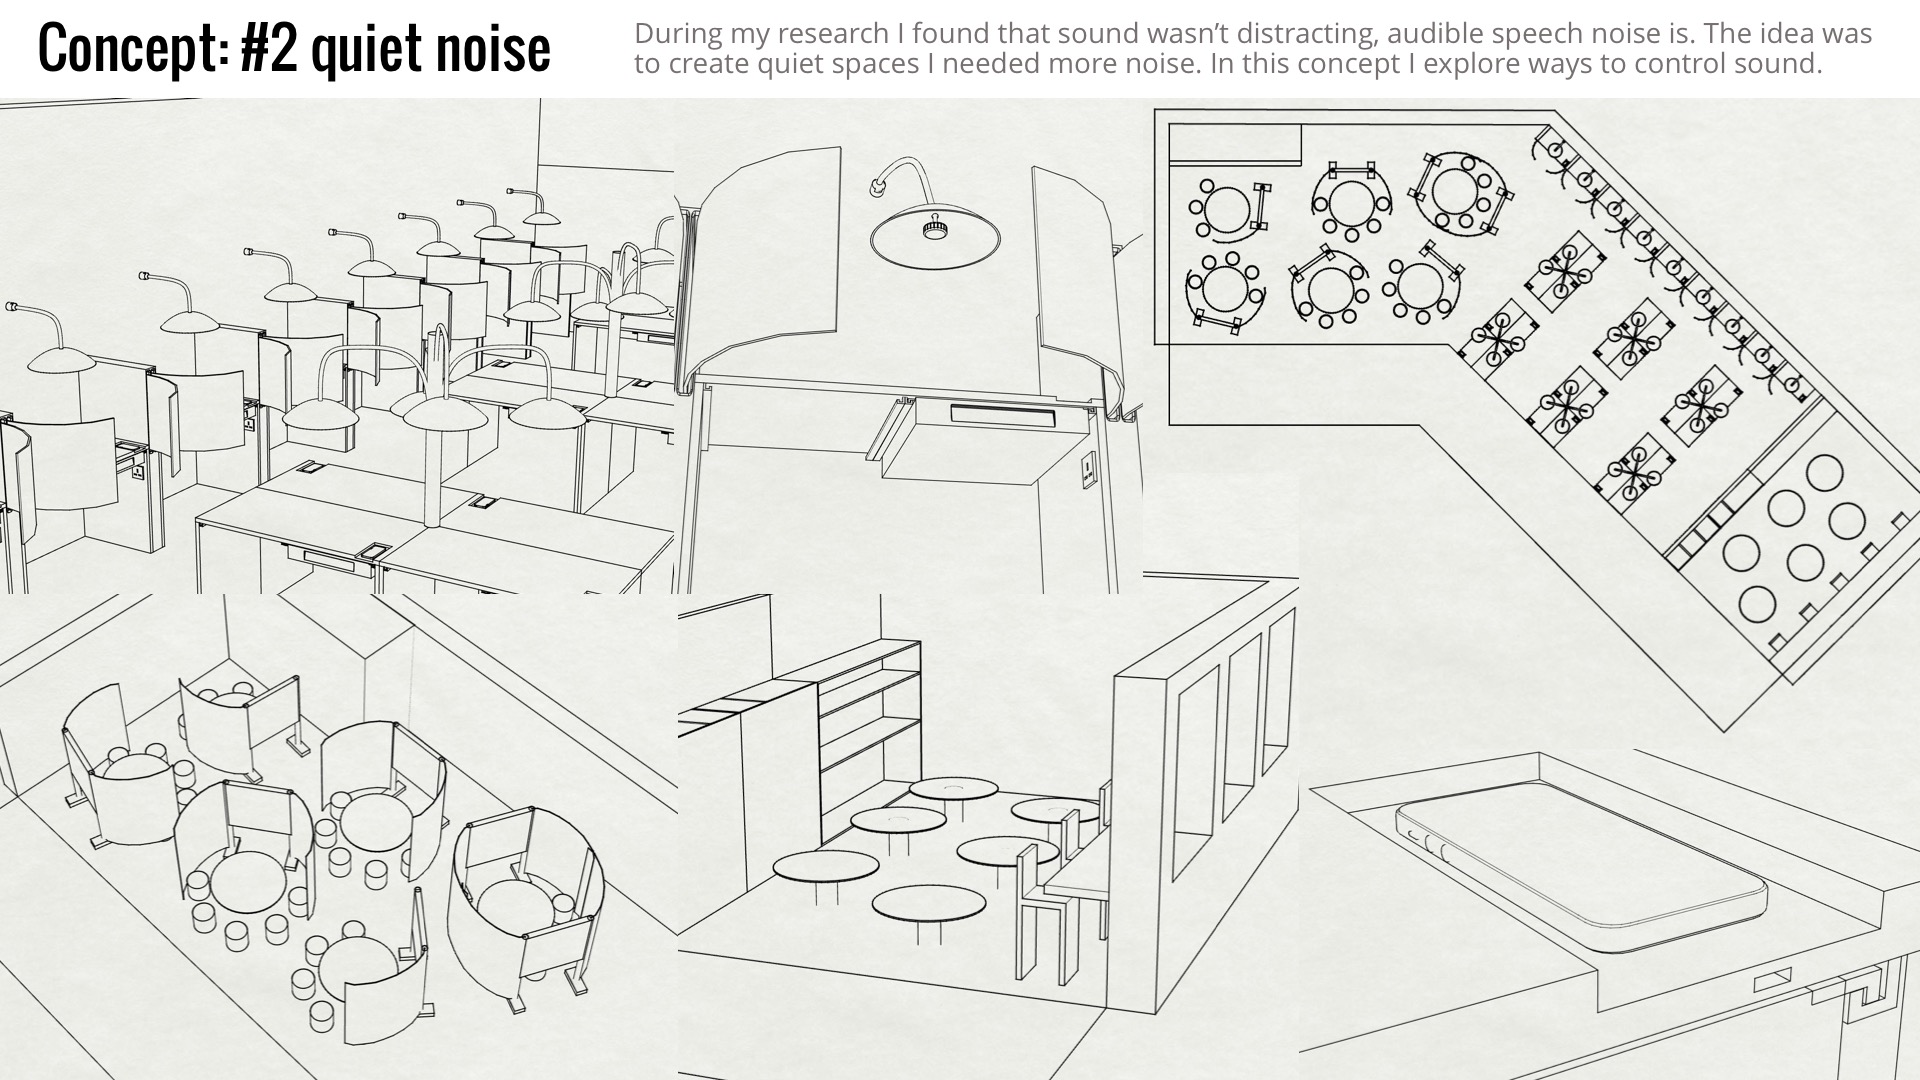 Concept: #2 quiet noise
During my research I found that sound wasn’t distracting, audible speech noise is. The idea was
to create quiet spaces I needed more noise. In this concept I explore ways to control sound.